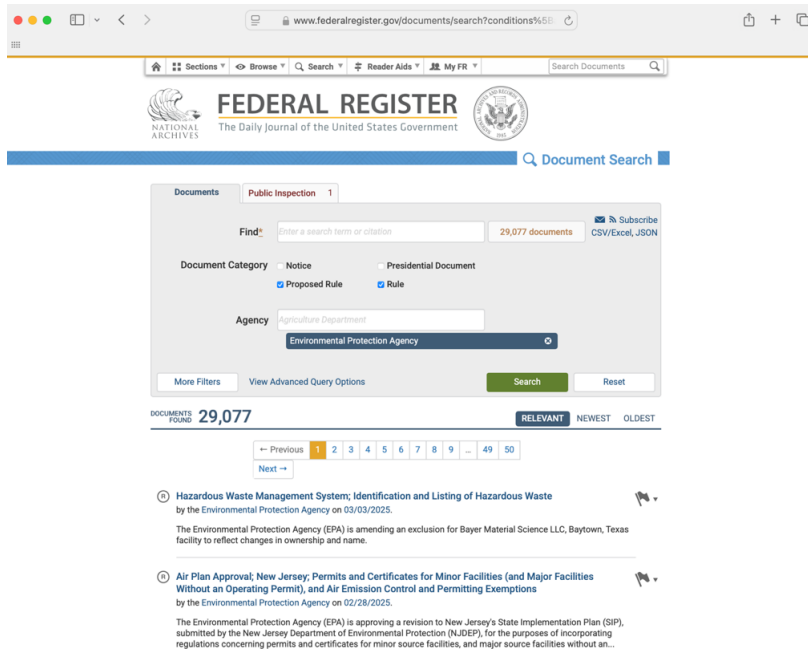 www.federalregister.gov/documents/search?conditions%5B
Sections Browse Search Reader Aids My FR Search Documents
NATIONAL ARCHIVES
FEDERAL REGISTER
The Daily Journal of the United States Government
Document Search
Documents Public Inspection 1
Subscribe
Find* Enter a search term or citation 29,077 documents CSV/Excel, JSON
Document Category Notice Presidential Document
Proposed Rule Rule
Agency Agriculture Department
Environmental Protection Agency
More Filters View Advanced Query Options Search Reset
DOCUMENTS FOUND 29,077 RELEVANT NEWEST OLDEST
← Previous 1 2 3 4 5 6 7 8 9 … 49 50
Next →
R Hazardous Waste Management System; Identification and Listing of Hazardous Waste
by the Environmental Protection Agency on 03/03/2025.
The Environmental Protection Agency (EPA) is amending an exclusion for Bayer Material Science LLC, Baytown, Texas
facility to reflect changes in ownership and name.
R Air Plan Approval; New Jersey; Permits and Certificates for Minor Facilities (and Major Facilities
Without an Operating Permit), and Air Emission Control and Permitting Exemptions
by the Environmental Protection Agency on 02/28/2025.
The Environmental Protection Agency (EPA) is approving a revision to New Jersey's State Implementation Plan (SIP),
submitted by the New Jersey Department of Environmental Protection (NJDEP), for the purposes of incorporating
regulations concerning permits and certificates for minor source facilities, and major source facilities without an...